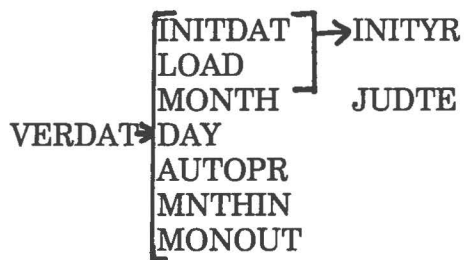 INITDAT INITYR
LOAD
MONTH JUDTE
VERDAT DAY
AUTOPR
MNTHIN
MONOUT